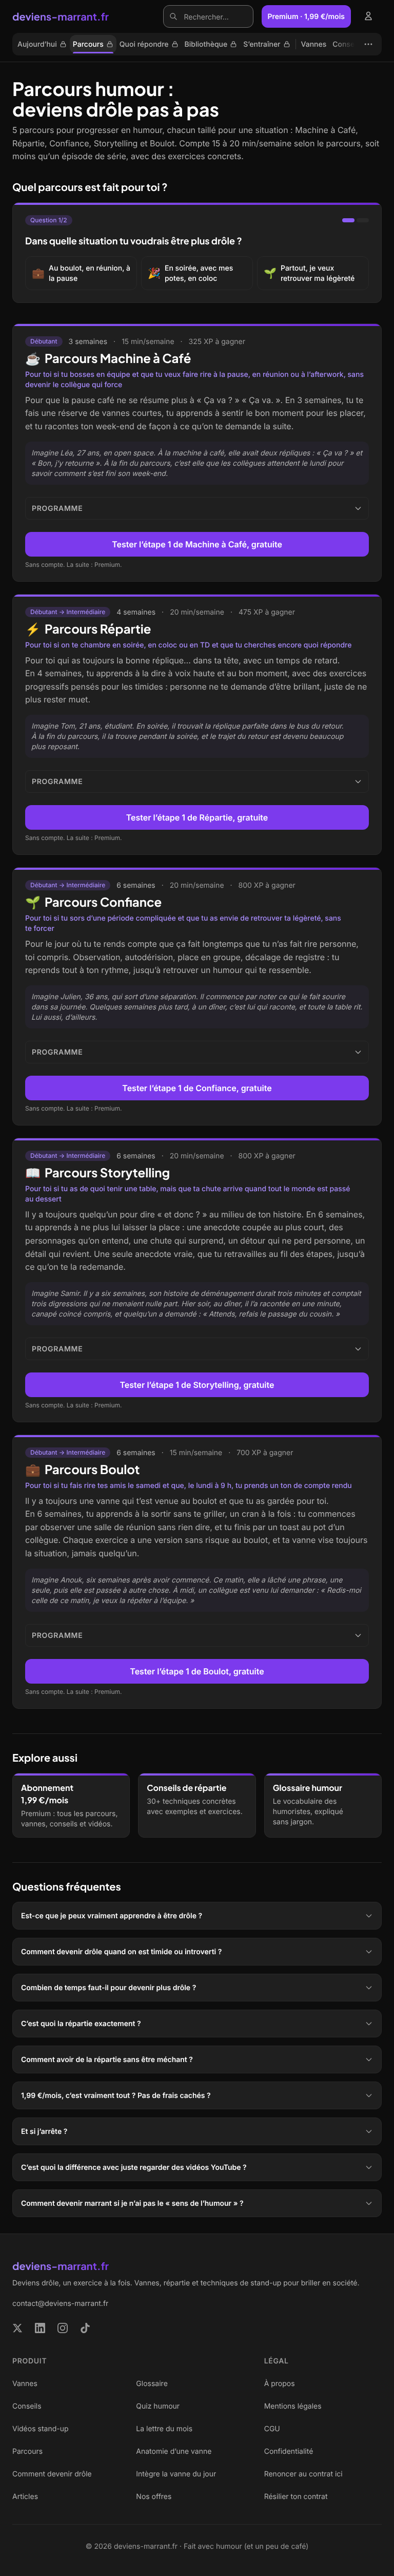 deviens-marrant.fr
Rechercher...
Premium · 1,99 €/mois
Aujourd'hui
Parcours
Quoi répondre
Bibliothèque
S'entraîner
Vannes
Parcours humour :
deviens drôle pas à pas
5 parcours pour progresser en humour, chacun taillé pour une situation : Machine à Café,
Répartie, Confiance, Storytelling et Boulot. Compte 15 à 20 min/semaine selon le parcours, soit
moins qu'un épisode de série, avec des exercices concrets.
Quel parcours est fait pour toi ?
Question 1/2
Dans quelle situation tu voudrais être plus drôle ?
Au boulot, en réunion, à
la pause
En soirée, avec mes
potes, en coloc
Partout, je veux
retrouver ma légèreté
Débutant 3 semaines · 15 min/semaine · 325 XP à gagner
Parcours Machine à Café
Pour toi si tu bosses en équipe et que tu veux faire rire à la pause, en réunion ou à l'afterwork, sans
devenir le collègue qui force
Pour que la pause café ne se résume plus à « Ça va ? » « Ça va. ». En 3 semaines, tu te
fais une réserve de vannes courtes, tu apprends à sentir le bon moment pour les placer,
et tu racontes ton week-end de façon à ce qu'on te demande la suite.
Imagine Léa, 27 ans, en open space. À la machine à café, elle avait deux répliques : « Ça va ? » et
« Bon, j'y retourne ». À la fin du parcours, c'est elle que les collègues attendent le lundi pour
savoir comment s'est fini son week-end.
PROGRAMME
Tester l'étape 1 de Machine à Café, gratuite
Sans compte. La suite : Premium.
Débutant → Intermédiaire 4 semaines · 20 min/semaine · 475 XP à gagner
Parcours Répartie
Pour toi si on te chambre en soirée, en coloc ou en TD et que tu cherches encore quoi répondre
Pour toi qui as toujours la bonne réplique… dans ta tête, avec un temps de retard.
En 4 semaines, tu apprends à la dire à voix haute et au bon moment, avec des exercices
progressifs pensés pour les timides : personne ne te demande d'être brillant, juste de ne
plus rester muet.
Imagine Tom, 21 ans, étudiant. En soirée, il trouvait la réplique parfaite dans le bus du retour.
À la fin du parcours, il la trouve pendant la soirée, et le trajet du retour est devenu beaucoup
plus reposant.
PROGRAMME
Tester l'étape 1 de Répartie, gratuite
Sans compte. La suite : Premium.
Débutant → Intermédiaire 6 semaines · 20 min/semaine · 800 XP à gagner
Parcours Confiance
Pour toi si tu sors d'une période compliquée et que tu as envie de retrouver ta légèreté, sans
te forcer
Pour le jour où tu te rends compte que ça fait longtemps que tu n'as fait rire personne,
toi compris. Observation, autodérision, place en groupe, décalage de registre : tu
reprends tout à ton rythme, jusqu'à retrouver un humour qui te ressemble.
Imagine Julien, 36 ans, qui sort d'une séparation. Il commence par noter ce qui le fait sourire
dans sa journée. Quelques semaines plus tard, à un dîner, c'est lui qui raconte, et toute la table rit.
Lui aussi, d'ailleurs.
PROGRAMME
Tester l'étape 1 de Confiance, gratuite
Sans compte. La suite : Premium.
Débutant → Intermédiaire 6 semaines · 20 min/semaine · 800 XP à gagner
Parcours Storytelling
Pour toi si tu as de quoi tenir une table, mais que ta chute arrive quand tout le monde est passé
au dessert
Il y a toujours quelqu'un pour dire « et donc ? » au milieu de ton histoire. En 6 semaines,
tu apprends à ne plus lui laisser la place : une anecdote coupée au plus court, des
personnages qu'on entend, une chute qui surprend, un détour qui ne perd personne, un
détail qui revient. Une seule anecdote vraie, que tu retravailles au fil des étapes, jusqu'à
ce qu'on te la redemande.
Imagine Samir. Il y a six semaines, son histoire de déménagement durait trois minutes et comptait
trois digressions qui ne menaient nulle part. Hier soir, au dîner, il l'a racontée en une minute,
canapé coincé compris, et quelqu'un a demandé : « Attends, refais le passage du cousin. »
PROGRAMME
Tester l'étape 1 de Storytelling, gratuite
Sans compte. La suite : Premium.
Débutant → Intermédiaire 6 semaines · 15 min/semaine · 700 XP à gagner
Parcours Boulot
Pour toi si tu fais rire tes amis le samedi et que, le lundi à 9 h, tu prends un ton de compte rendu
Il y a toujours une vannne qui t'est venue au boulot et que tu as gardée pour toi.
En 6 semaines, tu apprends à la sortir sans te griller, un cran à la fois : tu commences
par observer une salle de réunion sans rien dire, et tu finis par un toast au pot d'un
collègue. Chaque exercice a une version sans risque au boulot, et ta vanne vise toujours
la situation, jamais quelqu'un.
Imagine Anouk, six semaines après avoir commencé. Ce matin, elle a lâché une phrase, une
seule, puis elle est passée à autre chose. À midi, un collègue est venu lui demander : « Redis-moi
celle de ce matin, je veux la répéter à l'équipe. »
PROGRAMME
Tester l'étape 1 de Boulot, gratuite
Sans compte. La suite : Premium.
Explore aussi
Abonnement
1,99 €/mois
Premium : tous les parcours,
vannes, conseils et vidéos.
Conseils de répartie
30+ techniques concrètes
avec exemples et exercices.
Glossaire humour
Le vocabulaire des
humoristes, expliqué
sans jargon.
Questions fréquentes
Est-ce que je peux vraiment apprendre à être drôle ?
Comment devenir drôle quand on est timide ou introverti ?
Combien de temps faut-il pour devenir plus drôle ?
C'est quoi la répartie exactement ?
Comment avoir de la répartie sans être méchant ?
1,99 €/mois, c'est vraiment tout ? Pas de frais cachés ?
Et si j'arrête ?
C'est quoi la différence avec juste regarder des vidéos YouTube ?
Comment devenir marrant si je n'ai pas le « sens de l'humour » ?
deviens-marrant.fr
Deviens drôle, un exercice à la fois. Vannes, répartie et techniques de stand-up pour briller en société.
contact@deviens-marrant.fr
PRODUIT
Vannes
Glossaire
Conseils
Quiz humour
Vidéos stand-up
La lettre du mois
Parcours
Anatomie d'une vanne
Comment devenir drôle
Intègre la vanne du jour
Articles
Nos offres
LÉGAL
À propos
Mentions légales
CGU
Confidentialité
Renoncer au contrat ici
Résilier ton contrat
© 2026 deviens-marrant.fr · Fait avec humour (et un peu de café)